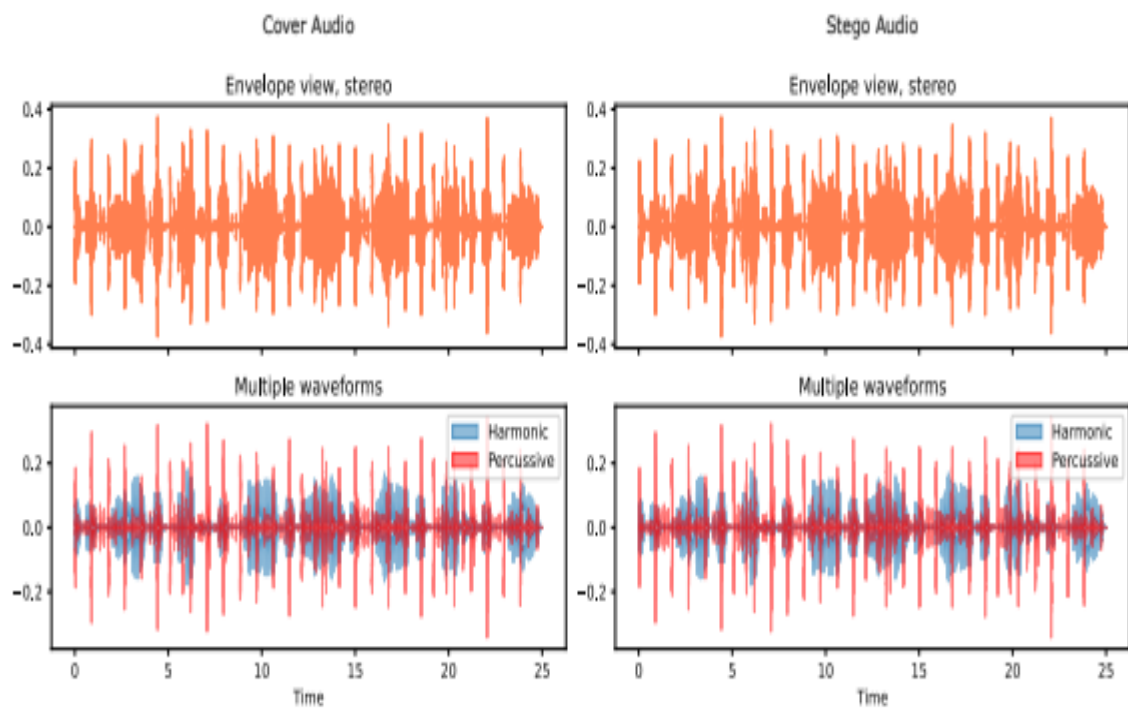 Cover Audio
Stego Audio
Envelope view, stereo
Envelope view, stereo
0.4
0.2
0.0
−0.2
−0.4
0.4
0.2
0.0
−0.2
−0.4
Multiple waveforms
Multiple waveforms
Harmonic
Percussive
Harmonic
Percussive
0.2
0.0
−0.2
0.2
0.0
−0.2
0 5 10 15 20 25
0 5 10 15 20 25
Time
Time